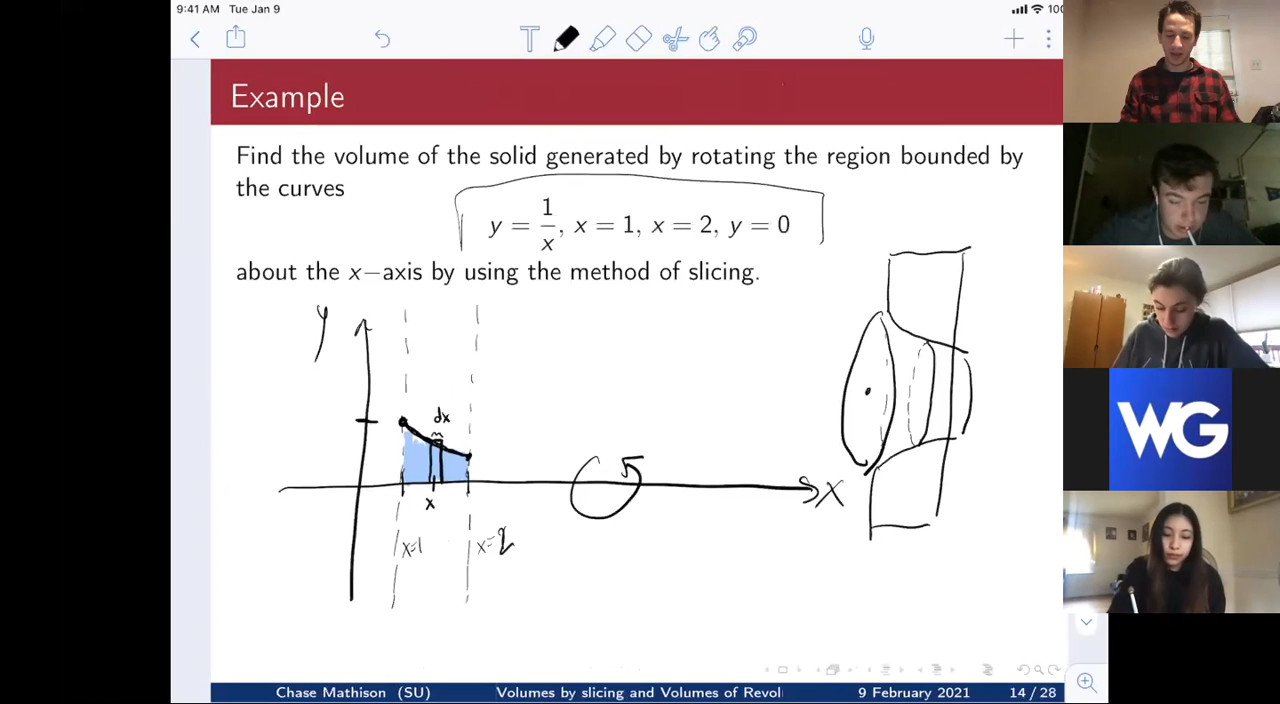 9:41 AM Tue Jan 9
100
T
Example
Find the volume of the solid generated by rotating the region bounded by
the curves
y = 1/x, x = 1, x = 2, y = 0
about the x−axis by using the method of slicing.
y
dx
x
X
x=1
x=2
WG
Chase Mathison (SU)
Volumes by slicing and Volumes of Revol
9 February 2021
14 / 28